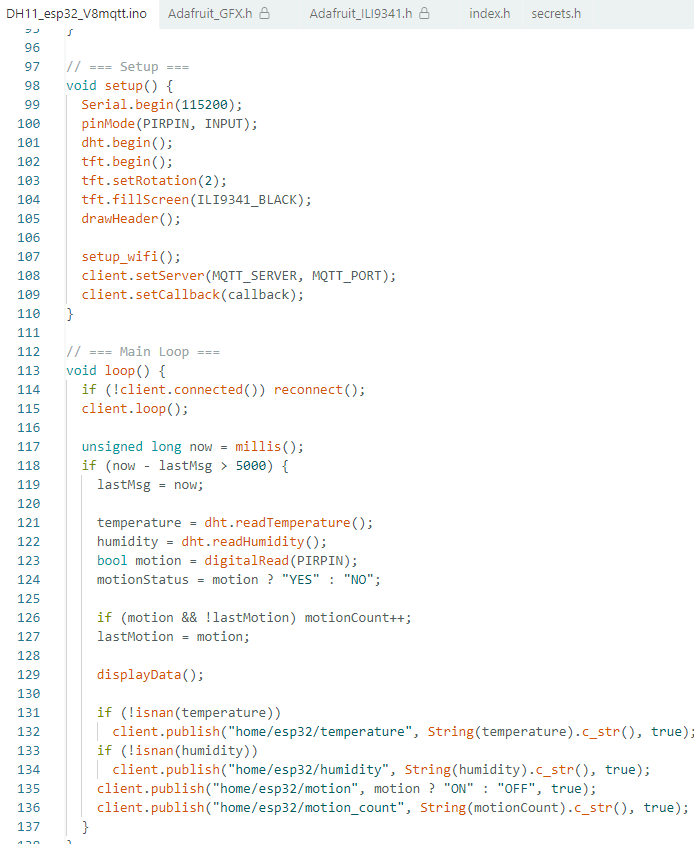 DH11_esp32_V8mqtt.ino Adafruit_GFX.h Adafruit_ILI9341.h index.h secrets.h
95 }
96
97 // === Setup ===
98 void setup() {
99 Serial.begin(115200);
100 pinMode(PIRPIN, INPUT);
101 dht.begin();
102 tft.begin();
103 tft.setRotation(2);
104 tft.fillScreen(ILI9341_BLACK);
105 drawHeader();
106
107 setup_wifi();
108 client.setServer(MQTT_SERVER, MQTT_PORT);
109 client.setCallback(callback);
110 }
111
112 // === Main Loop ===
113 void loop() {
114 if (!client.connected()) reconnect();
115 client.loop();
116
117 unsigned long now = millis();
118 if (now - lastMsg > 5000) {
119 lastMsg = now;
120
121 temperature = dht.readTemperature();
122 humidity = dht.readHumidity();
123 bool motion = digitalRead(PIRPIN);
124 motionStatus = motion ? "YES" : "NO";
125
126 if (motion && !lastMotion) motionCount++;
127 lastMotion = motion;
128
129 displayData();
130
131 if (!isnan(temperature))
132 client.publish("home/esp32/temperature", String(temperature).c_str(), true);
133 if (!isnan(humidity))
134 client.publish("home/esp32/humidity", String(humidity).c_str(), true);
135 client.publish("home/esp32/motion", motion ? "ON" : "OFF", true);
136 client.publish("home/esp32/motion_count", String(motionCount).c_str(), true);
137 }
138 }